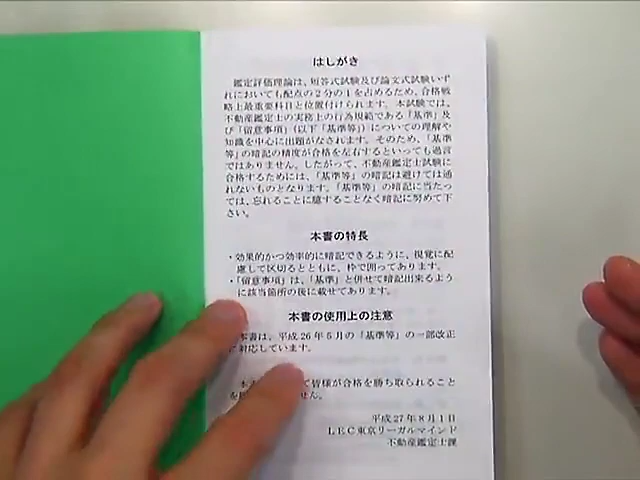 はしがき
鑑定評価理論は、短答式試験及び論文式試験いず
れにおいても配点の2分の1を占めるため、合格戦
略上最重要科目と位置付けられます。本試験では、
不動産鑑定士の実務上の行為規範である「基準」及
び「留意事項」(以下「基準等」)についての理解や
知識を中心に出題がなされます。そのため、「基準
等」の暗記の精度が合格を左右するといっても過言
ではありません。したがって、不動産鑑定士試験に
合格するためには、「基準等」の暗記は避けては通
れないものとなります。「基準等」の暗記に当たっ
ては、忘れることに臆することなく暗記に努めて下
さい。
本書の特長
・効果的かつ効率的に暗記できるように、視覚に配
慮して区切るとともに、枠で囲ってあります。
・「留意事項」は、「基準」と併せて暗記出来るよう
に該当箇所の後に載せてあります。
本書の使用上の注意
本書は、平成26年5月の「基準等」の一部改正
に対応しています。
本 て皆様が合格を勝ち取られること
を せん。
平成27年8月1日
LEC東京リーガルマインド
不動産鑑定士課